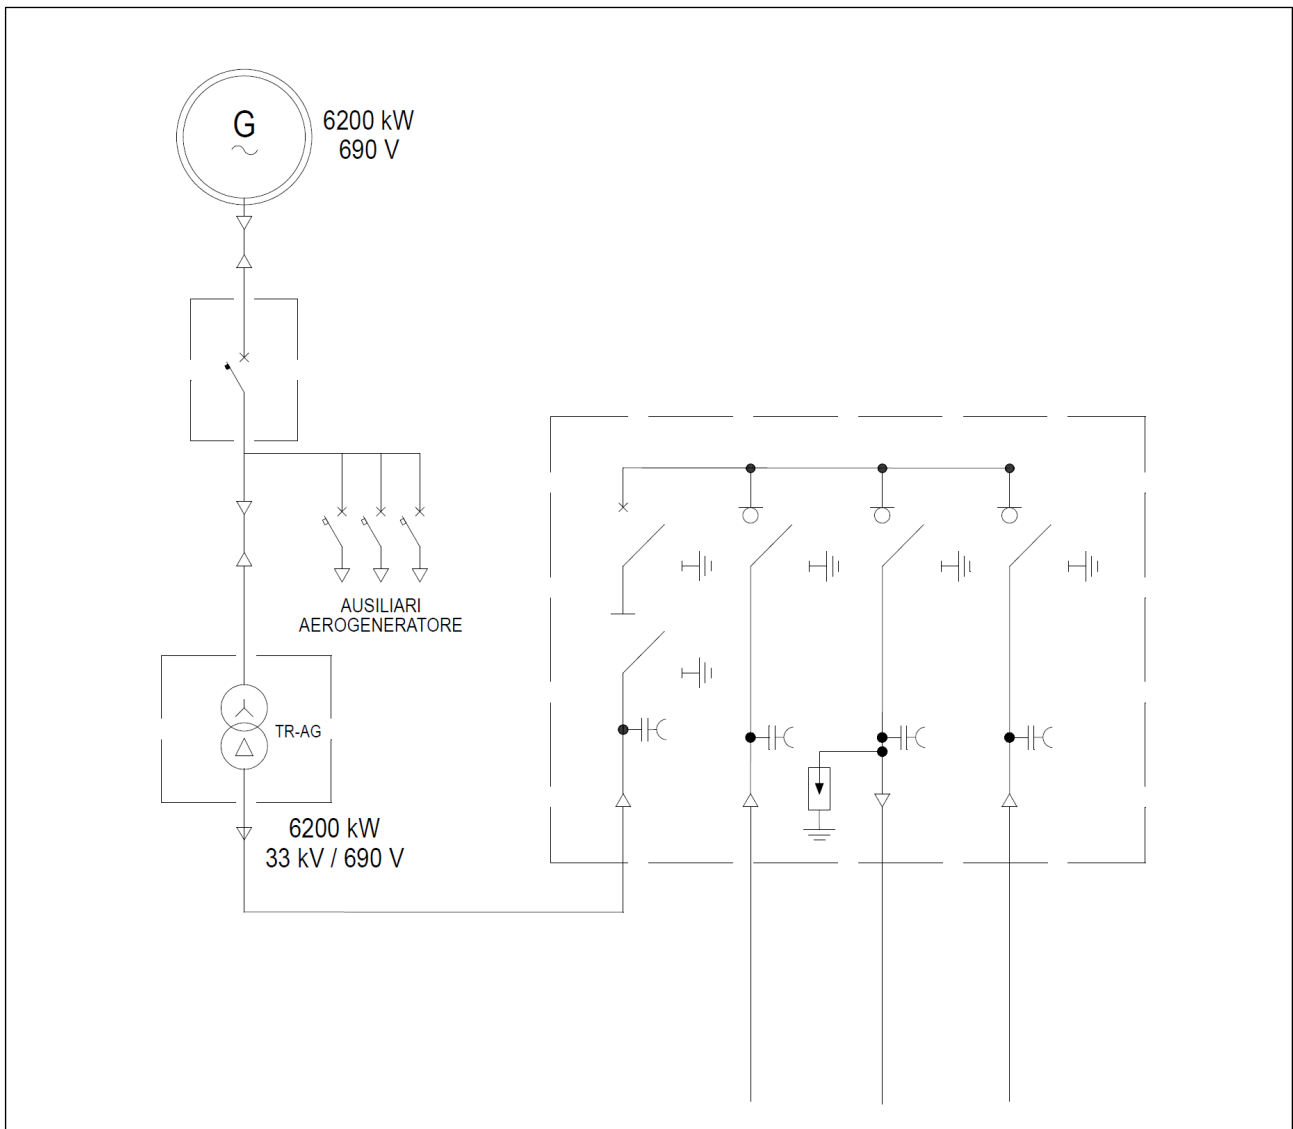 G
6200 kW
690 V
AUSILIARI
AEROGENERATORE
TR-AG
6200 kW
33 kV / 690 V